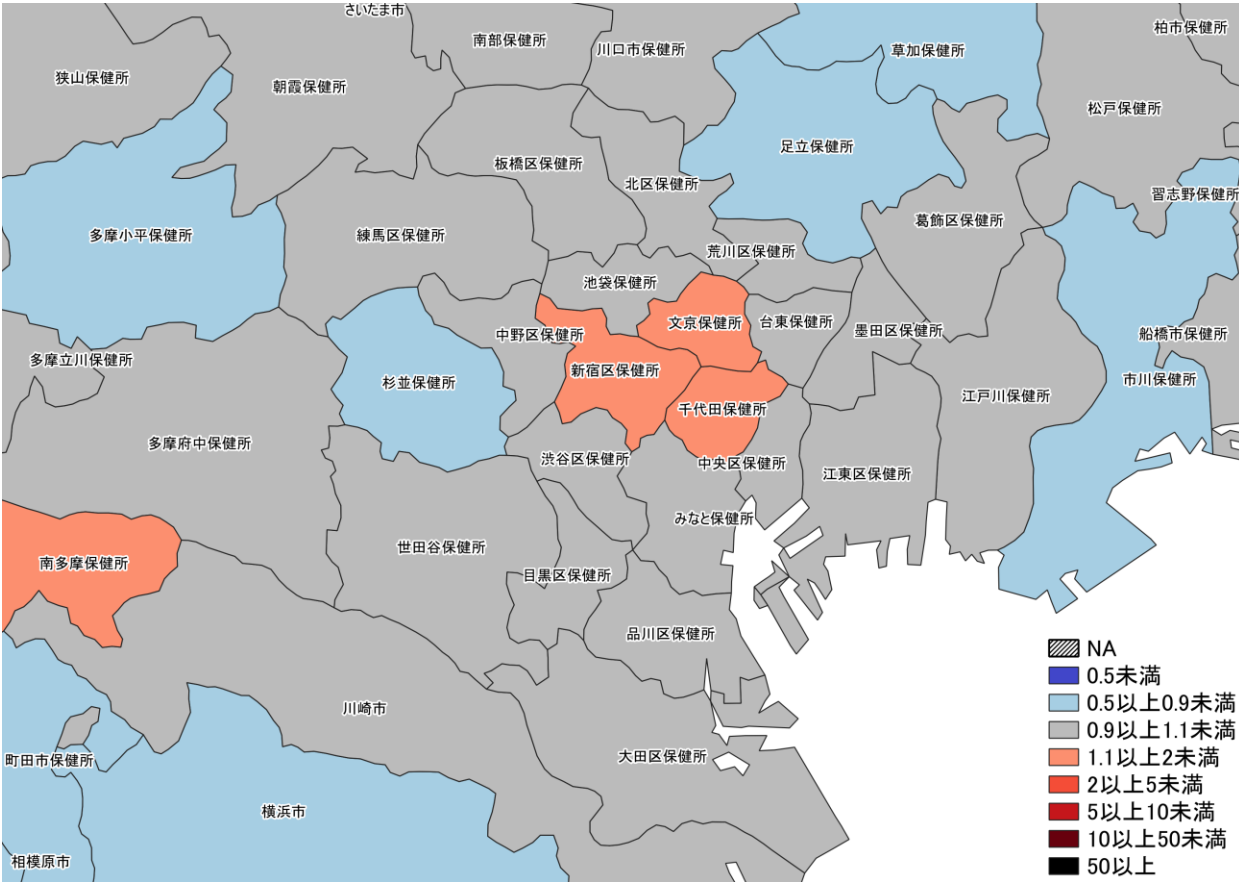 さいたま市
南部保健所
川口市保健所
草加保健所
柏市保健所
狭山保健所
朝霞保健所
松戸保健所
板橋区保健所
足立保健所
北区保健所
習志野保健所
多摩小平保健所
練馬区保健所
葛飾区保健所
荒川区保健所
池袋保健所
文京保健所
台東保健所
中野区保健所
墨田区保健所
船橋市保健所
多摩立川保健所
新宿区保健所
杉並保健所
市川保健所
江戸川保健所
千代田保健所
多摩府中保健所
渋谷区保健所
中央区保健所
江東区保健所
みなと保健所
世田谷保健所
南多摩保健所
目黒区保健所
品川区保健所
川崎市
大田区保健所
町田市保健所
横浜市
相模原市
NA
0.5未満
0.5以上0.9未満
0.9以上1.1未満
1.1以上2未満
2以上5未満
5以上10未満
10以上50未満
50以上